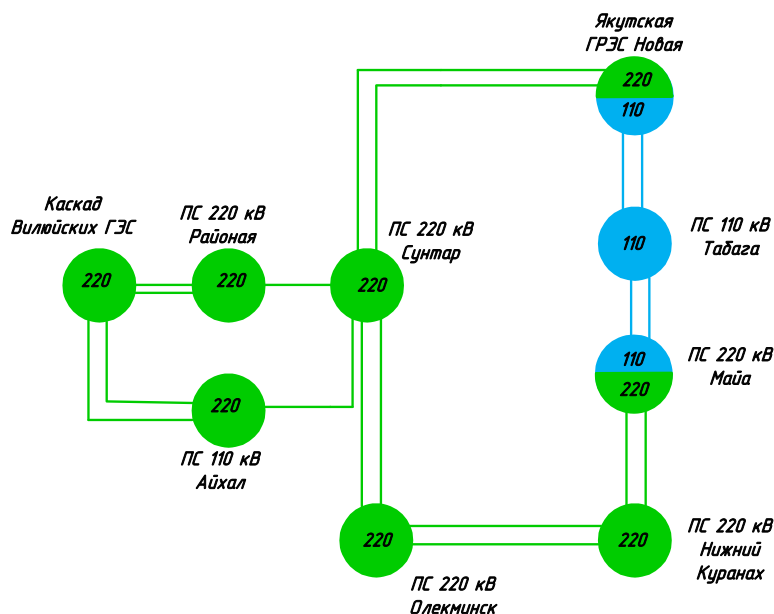 Якутская
ГРЭС Новая
220
110
Каскад
Вилюйских ГЭС
ПС 220 кВ
Районая
ПС 220 кВ
Сунтар
110
ПС 110 кВ
Табага
220
220
220
110
220
ПС 220 кВ
Майа
220
ПС 110 кВ
Айхал
220
220
ПС 220 кВ
Нижний
Куранах
ПС 220 кВ
Олекминск